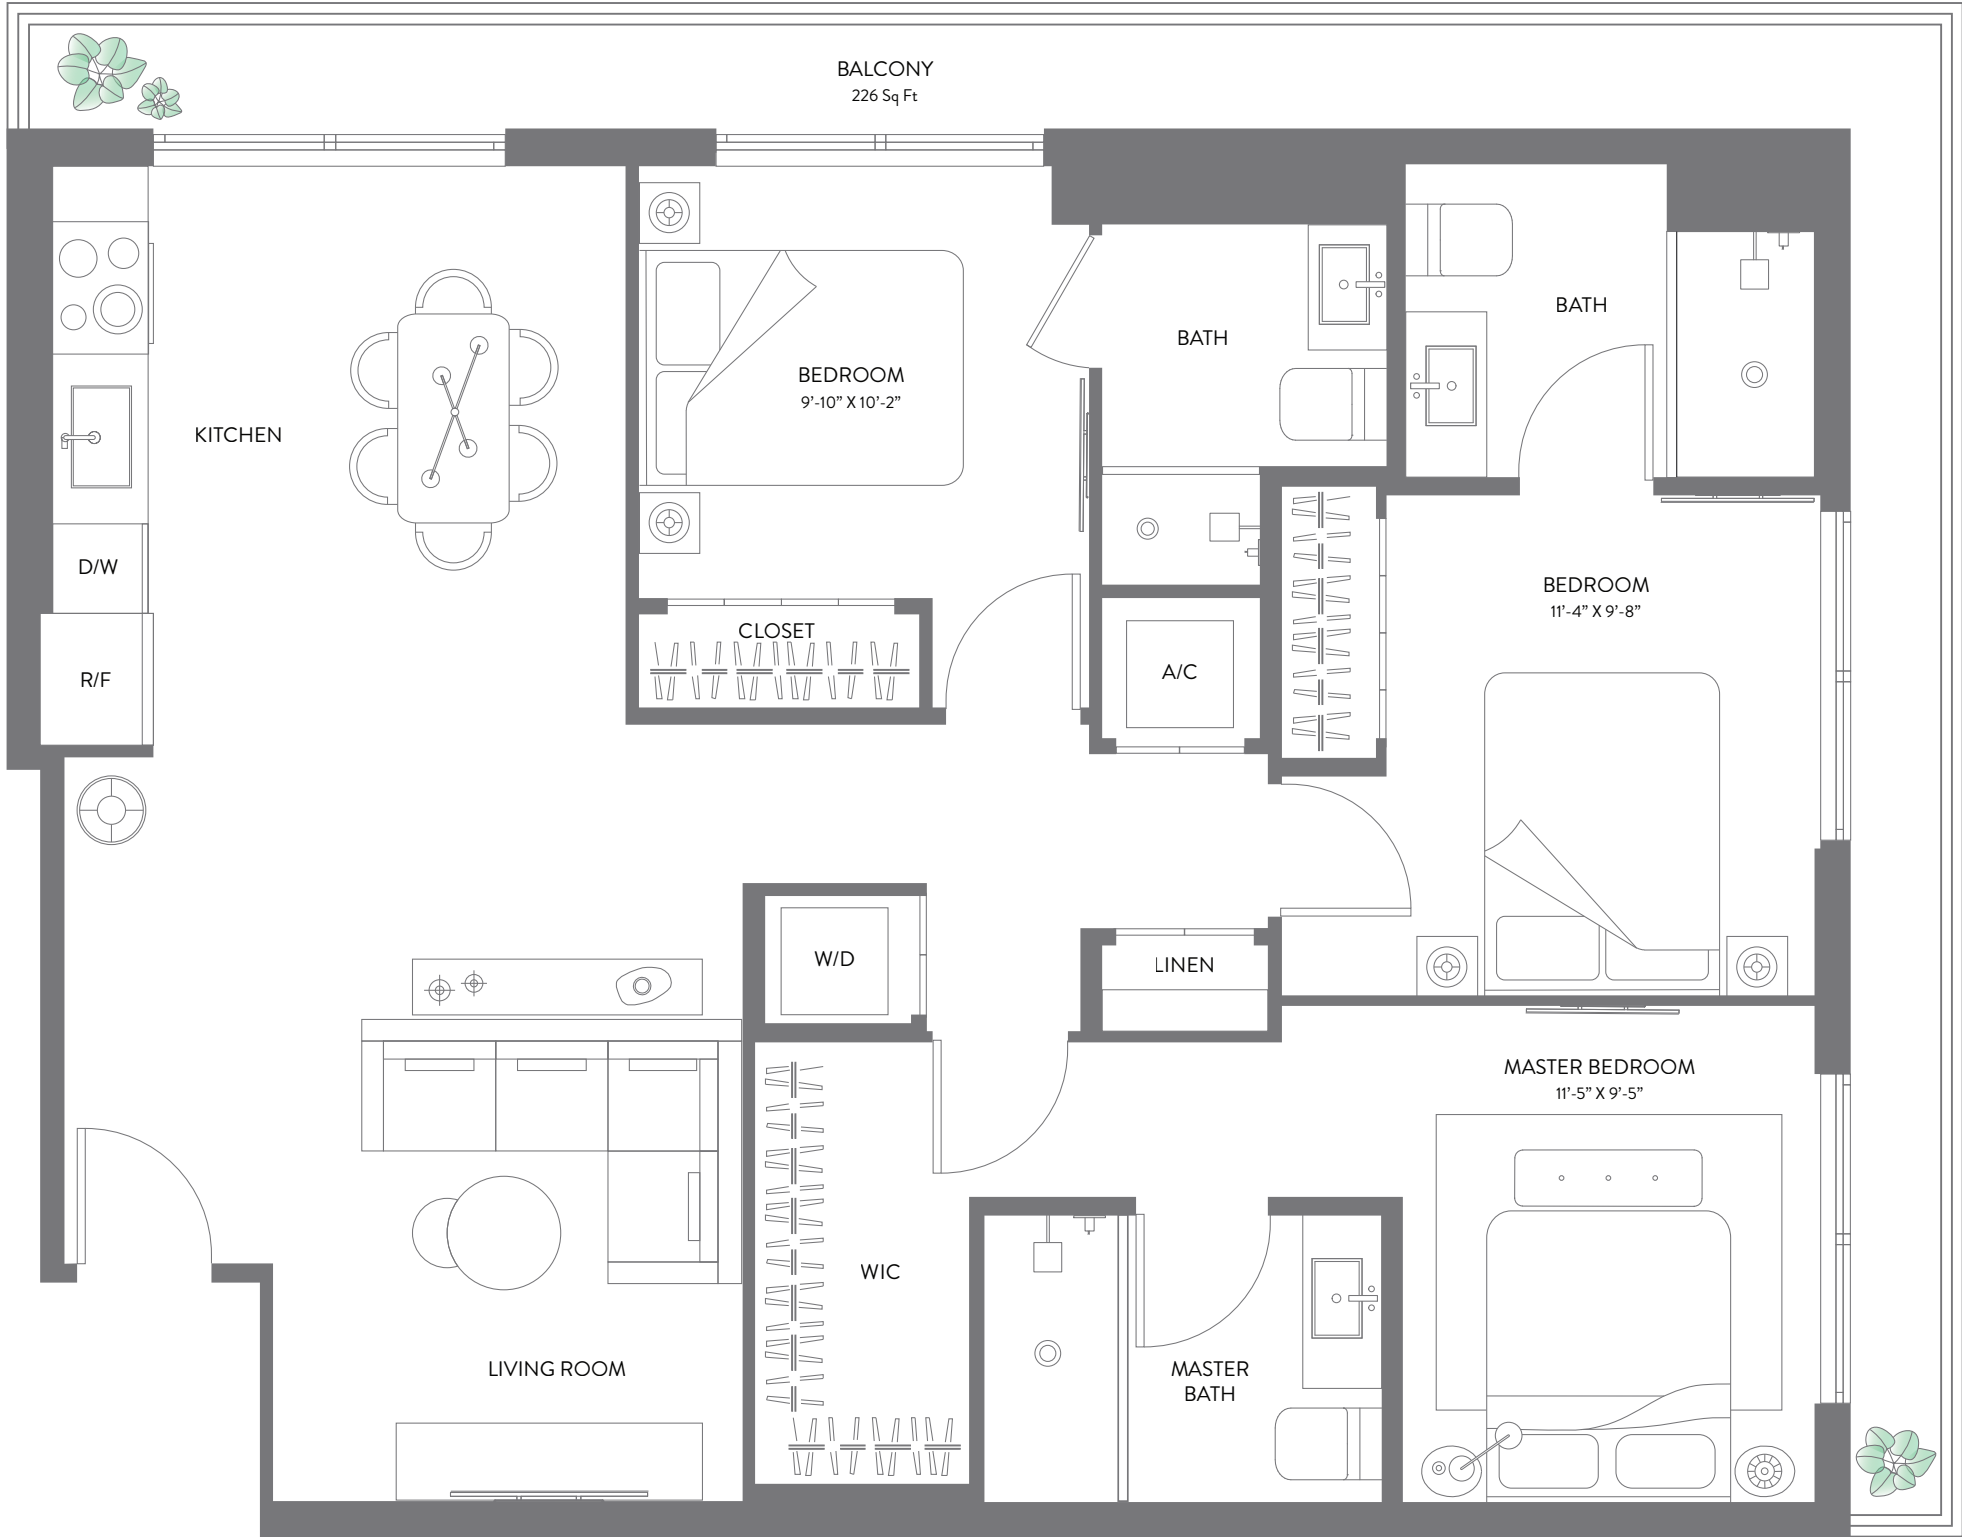 BALCONY
226 Sq Ft
BATH
BATH
BEDROOM
9’-10” X 10’-2”
KITCHEN
D/W
BEDROOM
11’-4” X 9’-8”
CLOSET
A/C
R/F
W/D
LINEN
MASTER BEDROOM
11’-5” X 9’-5”
WIC
LIVING ROOM
MASTER
BATH